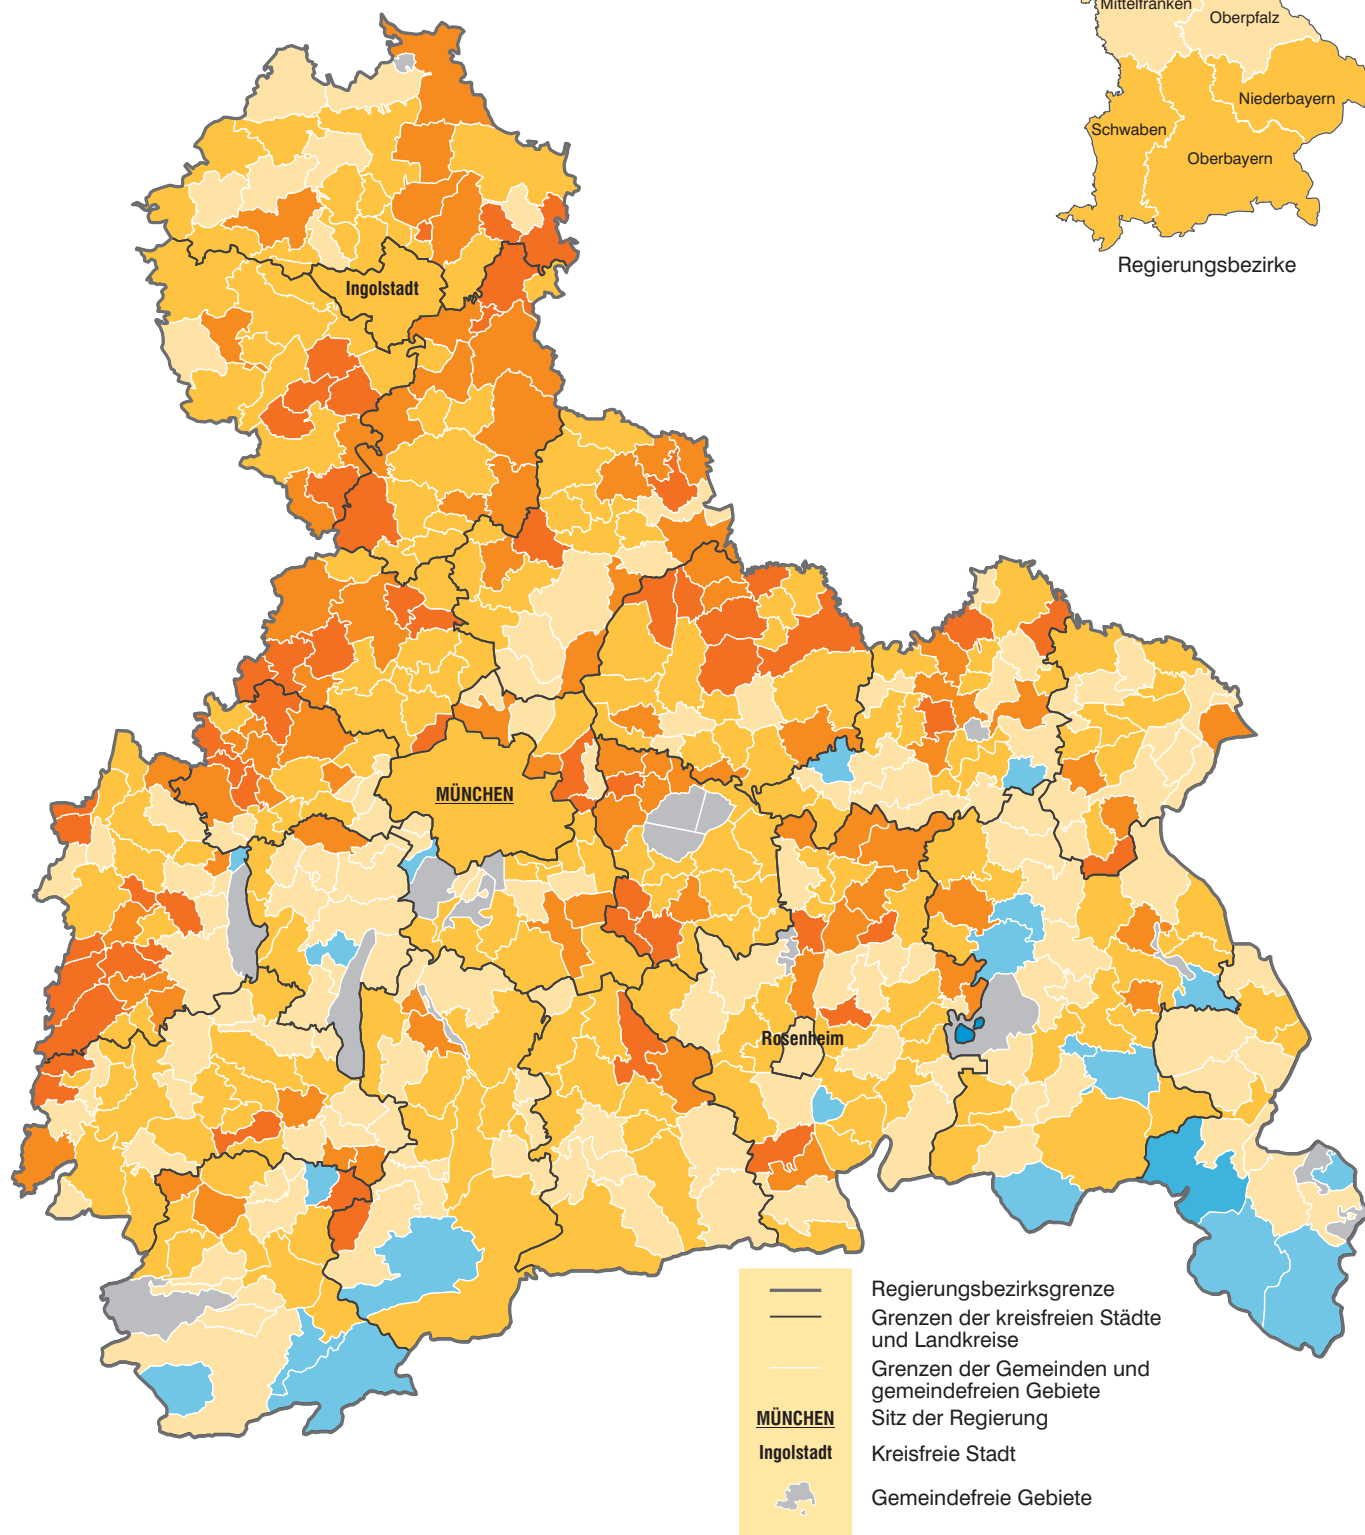 Mittelfranken
Oberpfalz
Niederbayern
Schwaben
Oberbayern
Regierungsbezirke
Ingolstadt
MÜNCHEN
Rosenheim
Regierungsbezirksgrenze
Grenzen der kreisfreien Städte
und Landkreise
Grenzen der Gemeinden und
gemeindefreien Gebiete
MÜNCHEN Sitz der Regierung
Ingolstadt Kreisfreie Stadt
Gemeindefreie Gebiete